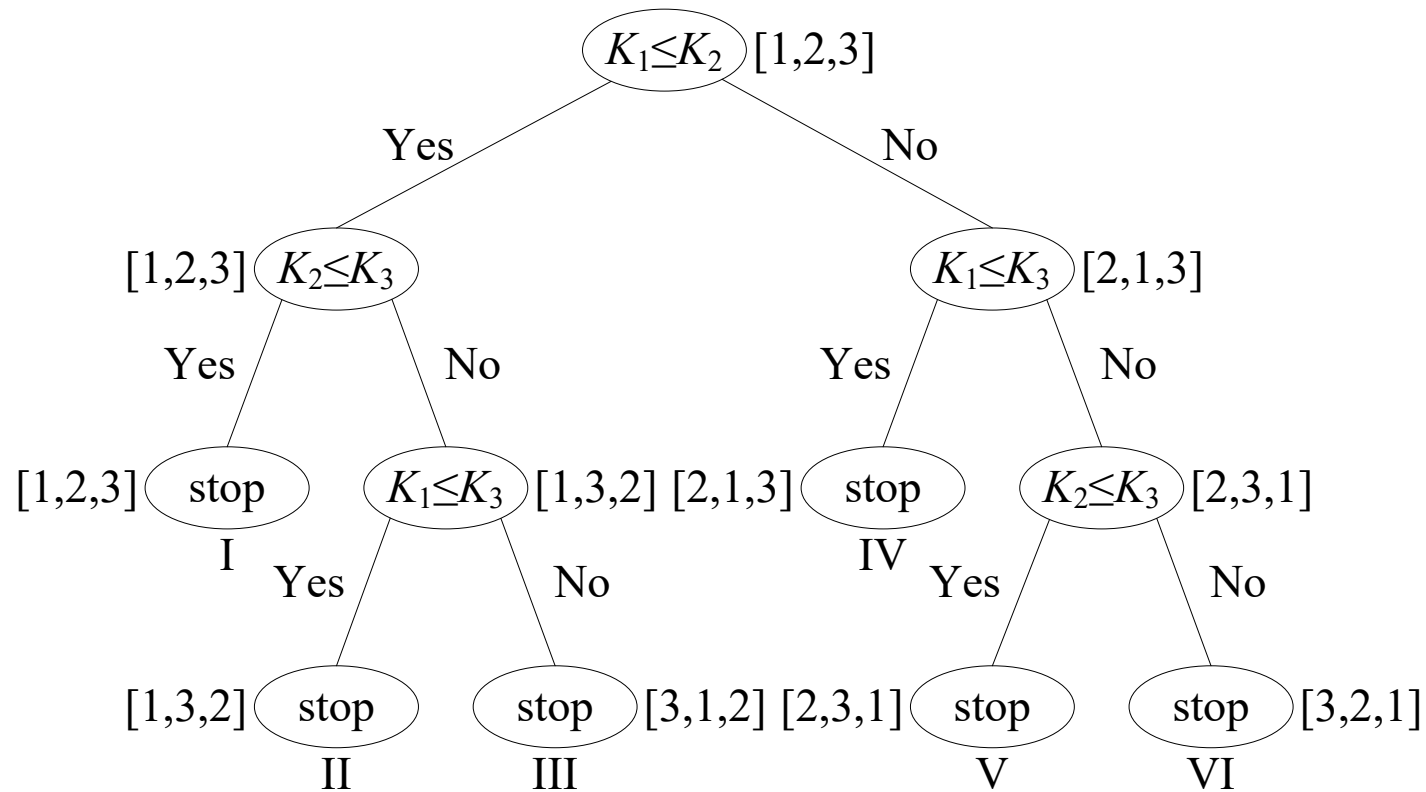 K₁≤K₂ [1,2,3]
Yes No
[1,2,3] K₂≤K₃ K₁≤K₃ [2,1,3]
Yes No Yes No
[1,2,3] stop K₁≤K₃ [1,3,2] [2,1,3] stop K₂≤K₃ [2,3,1]
I IV
Yes No Yes No
[1,3,2] stop stop [3,1,2] [2,3,1] stop stop [3,2,1]
II III V VI